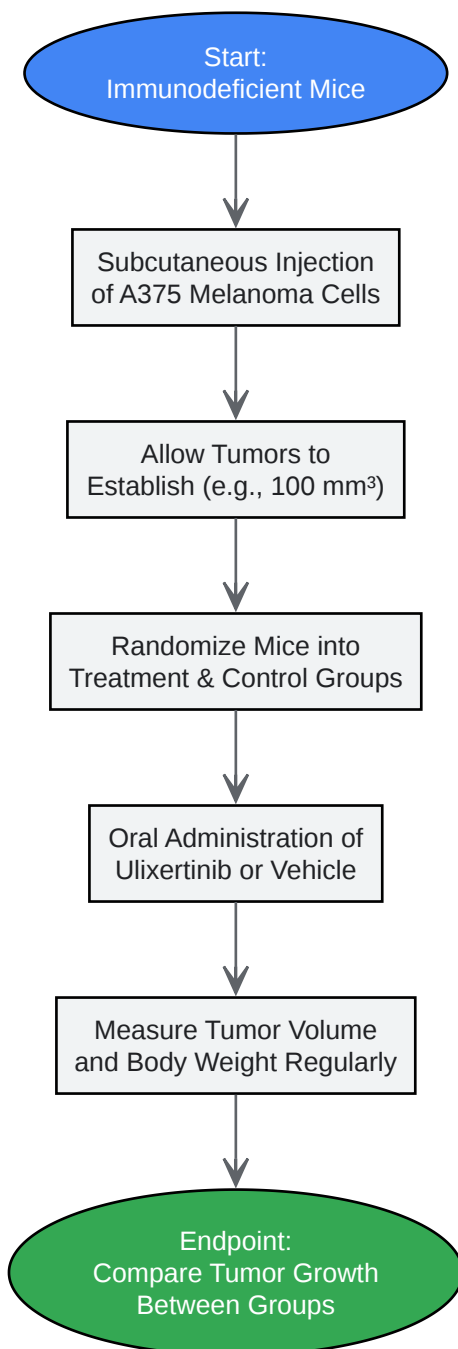 Start:
Immunodeficient Mice
Subcutaneous Injection
of A375 Melanoma Cells
Allow Tumors to
Establish (e.g., 100 mm³)
Randomize Mice into
Treatment & Control Groups
Oral Administration of
Ulixertinib or Vehicle
Measure Tumor Volume
and Body Weight Regularly
Endpoint:
Compare Tumor Growth
Between Groups